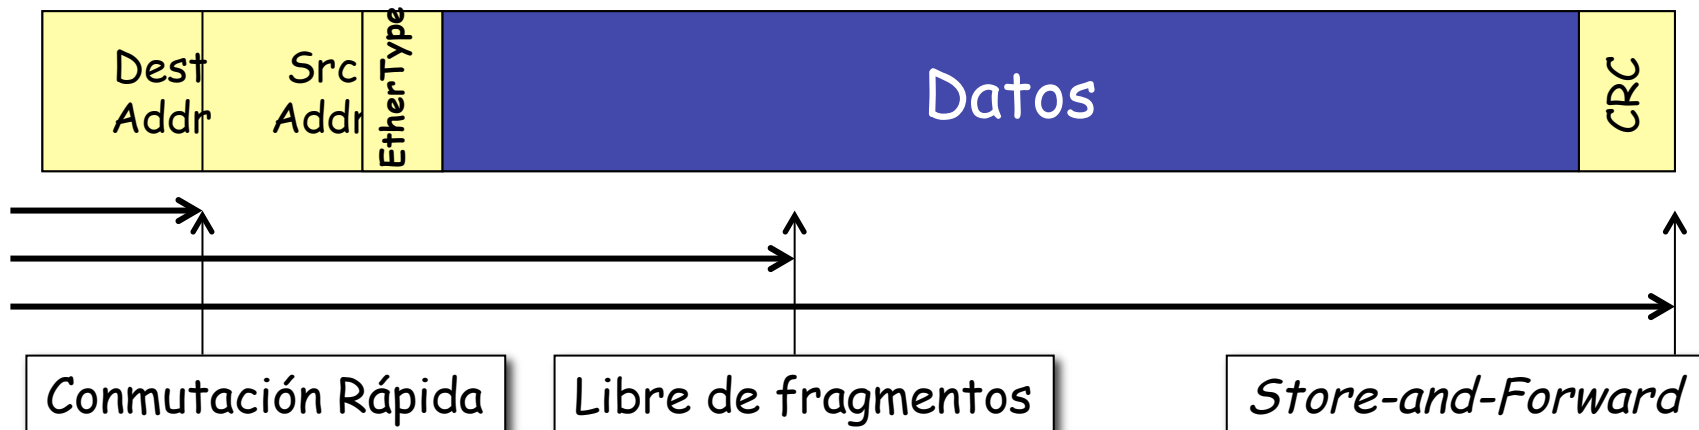 Dest
Addr
Src
Addr
EtherType
Datos
CRC
Conmutación Rápida
Libre de fragmentos
Store-and-Forward